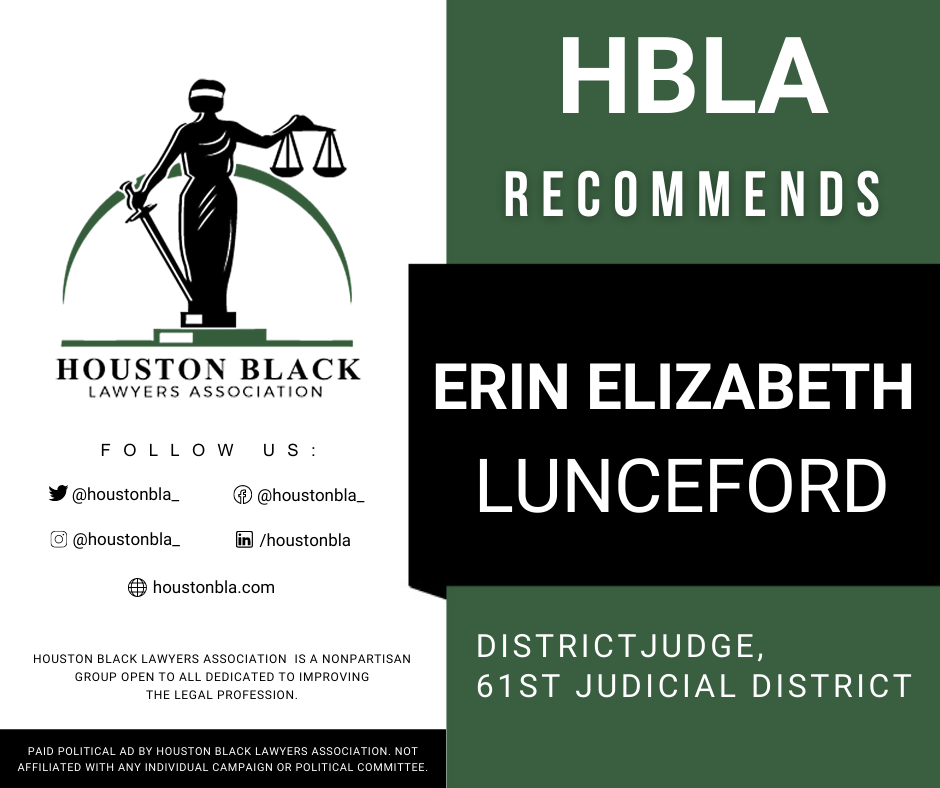 HOUSTON BLACK
LAWYERS ASSOCIATION
FOLLOW US:
@houstonbla_
@houstonbla_
@houstonbla_
/houstonbla
houstonbla.com
HOUSTON BLACK LAWYERS ASSOCIATION IS A NONPARTISAN
GROUP OPEN TO ALL DEDICATED TO IMPROVING
THE LEGAL PROFESSION.
PAID POLITICAL AD BY HOUSTON BLACK LAWYERS ASSOCIATION. NOT
AFFILIATED WITH ANY INDIVIDUAL CAMPAIGN OR POLITICAL COMMITTEE.
HBLA
RECOMMENDS
ERIN ELIZABETH
LUNCEFORD
DISTRICTJUDGE,
61ST JUDICIAL DISTRICT